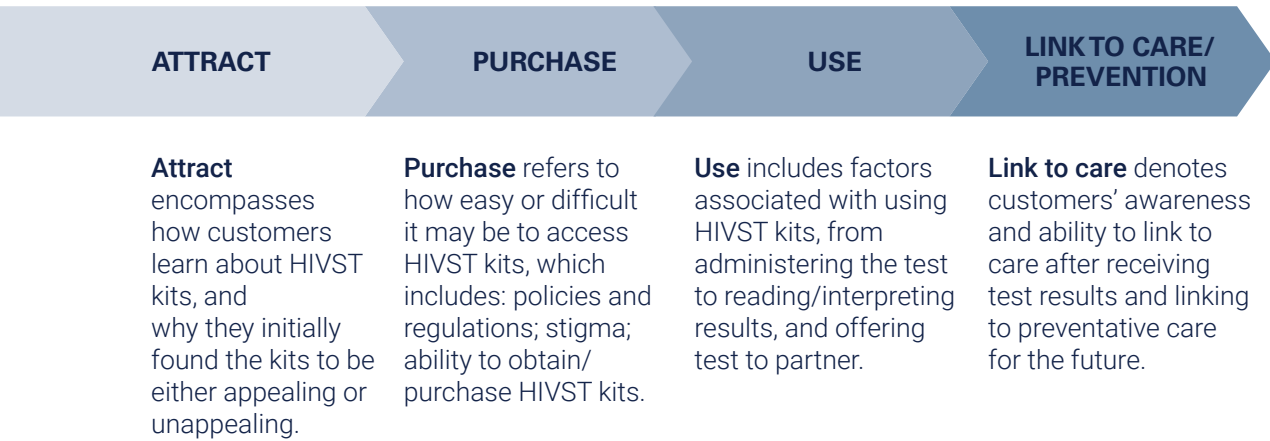 ATTRACT
PURCHASE
USE
LINK TO CARE/
PREVENTION
Attract
encompasses
how customers
learn about HIVST
kits, and
why they initially
found the kits to be
either appealing or
unappealing.
Purchase refers to
how easy or difficult
it may be to access
HIVST kits, which
includes: policies and
regulations; stigma;
ability to obtain/
purchase HIVST kits.
Use includes factors
associated with using
HIVST kits, from
administering the test
to reading/interpreting
results, and offering
test to partner.
Link to care denotes
customers’ awareness
and ability to link to
care after receiving
test results and linking
to preventative care
for the future.